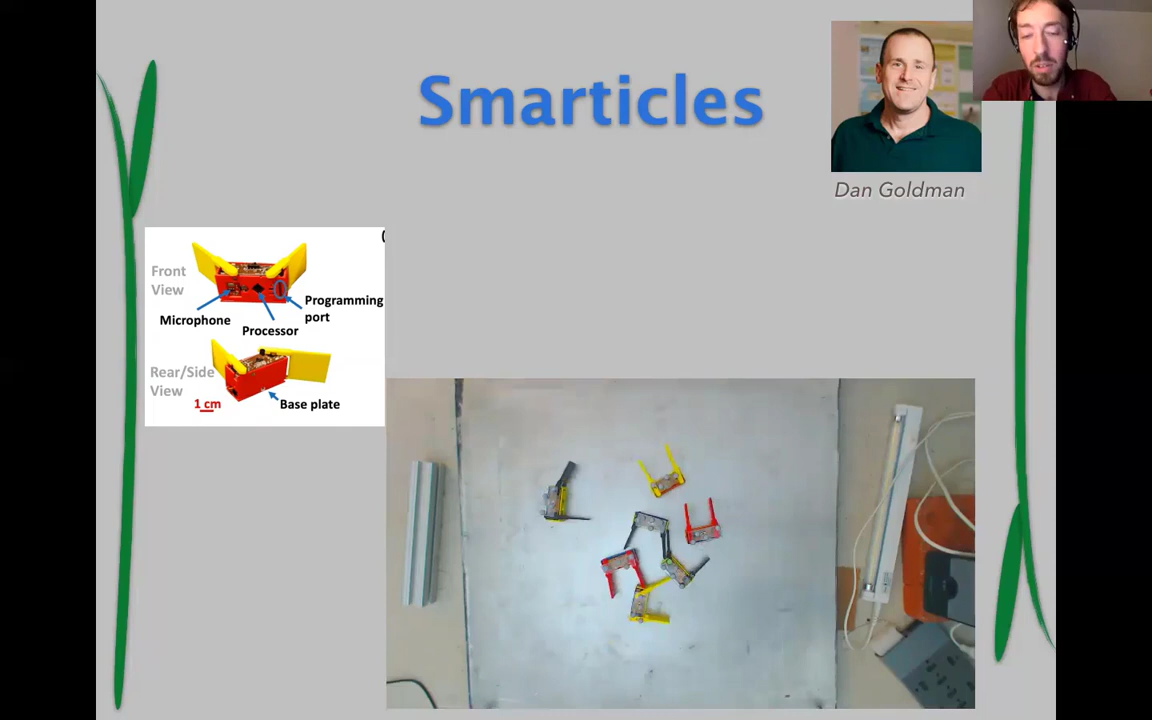 Smarticles
Dan Goldman
(
Front
View
Programming
port
Microphone
Processor
Rear/Side
View
1 cm
Base plate